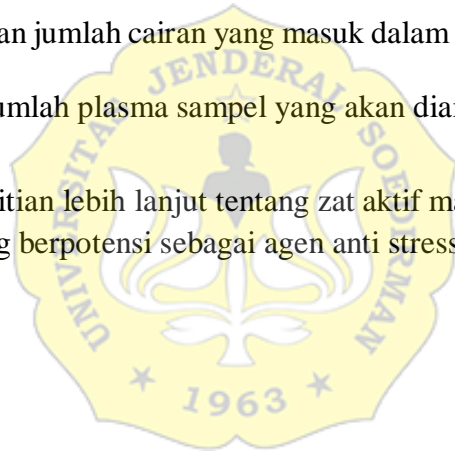 an jumlah cairan yang masuk dalam
umlah plasma sampel yang akan dia
itian lebih lanjut tentang zat aktif ma
g berpotensi sebagai agen anti stress
UNIVERSITAS JENDERAL SOEDIRMAN
1963